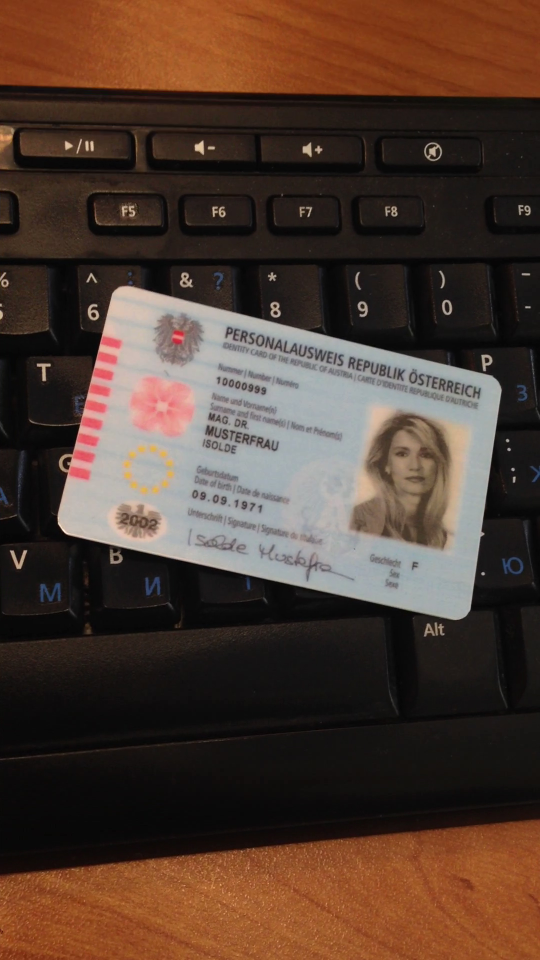 F5 F6 F7 F8 F9
% ^ : & ? * ( ) -
5 6 8 9 0 -
T P З
PERSONALAUSWEIS REPUBLIK ÖSTERREICH
IDENTITY CARD OF THE REPUBLIC OF AUSTRIA | CARTE D'IDENTITÉ RÉPUBLIQUE D'AUTRICHE
Nummer | Number | Numéro
10000999
Name und Vorname(n)
Surname and first name(s) | Nom et Prénom(s)
MAG. DR.
MUSTERFRAU
ISOLDE
Geburtsdatum
Date of birth | Date de naissance
09.09.1971
Unterschrift | Signature | Signature du titulaire
Isolde Musterfrau
2002
Geschlecht F
Sex
Sexe
G ; ж
А
V М B И . Ю
Alt